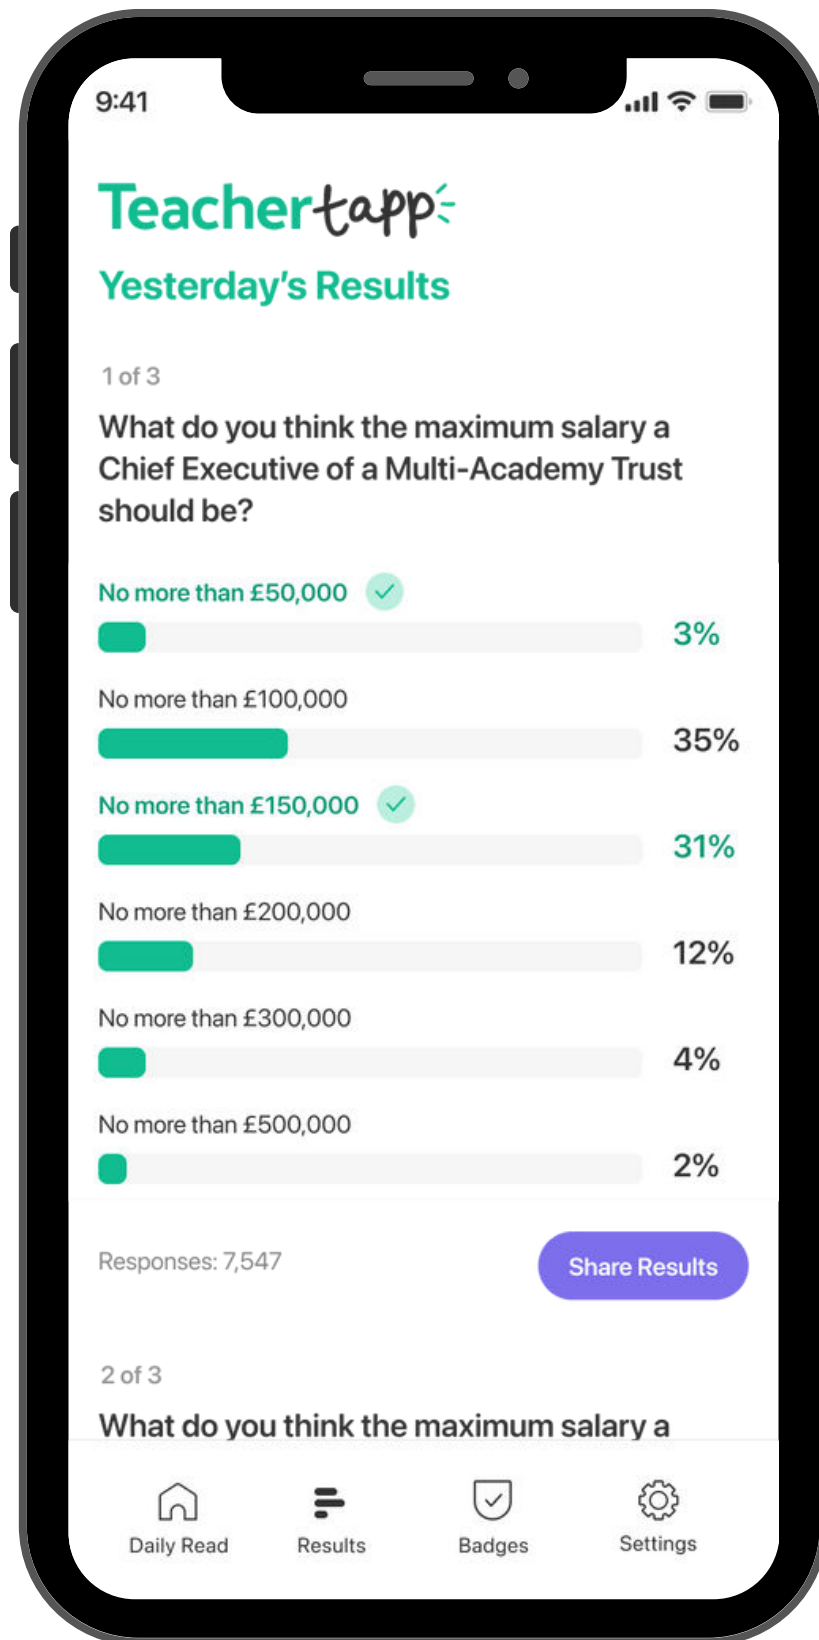 9:41
Teachertapp
Yesterday's Results
1 of 3
What do you think the maximum salary a
Chief Executive of a Multi-Academy Trust
should be?
No more than £50,000
3%
No more than £100,000
35%
No more than £150,000
31%
No more than £200,000
12%
No more than £300,000
4%
No more than £500,000
2%
Responses: 7,547
Share Results
2 of 3
What do you think the maximum salary a
Daily Read
Results
Badges
Settings